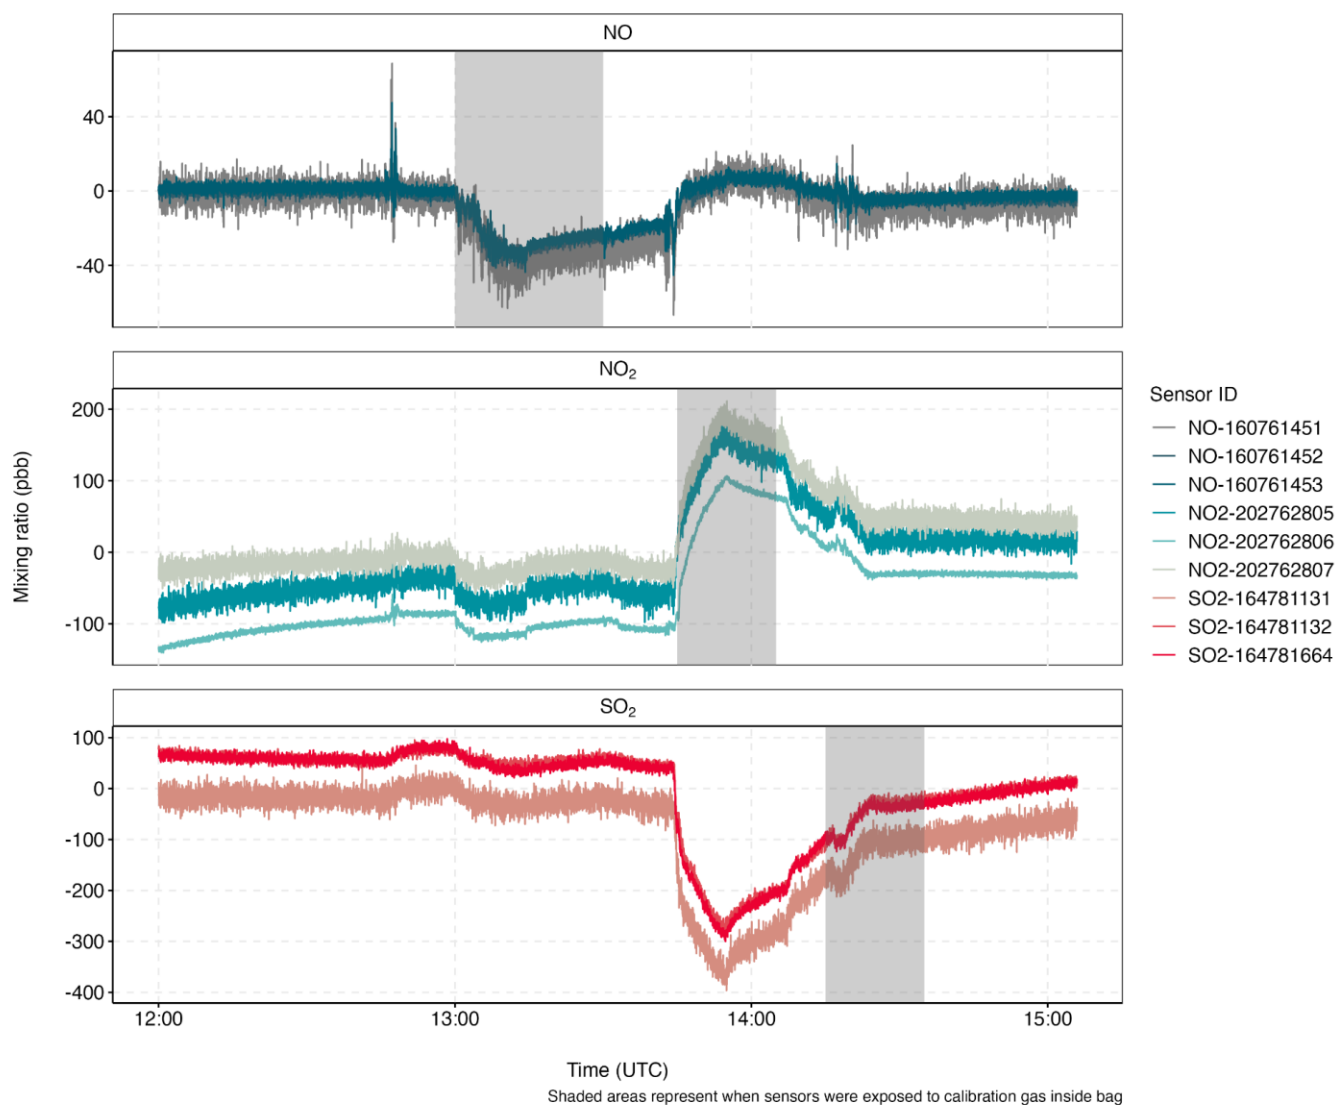 NO
40
0
-40
NO₂
200
100
0
-100
SO₂
100
0
-100
-200
-300
-400
12:00
13:00
14:00
15:00
Mixing ratio (pbb)
Time (UTC)
Shaded areas represent when sensors were exposed to calibration gas inside bag
Sensor ID
NO-160761451
NO-160761452
NO-160761453
NO2-202762805
NO2-202762806
NO2-202762807
SO2-164781131
SO2-164781132
SO2-164781664